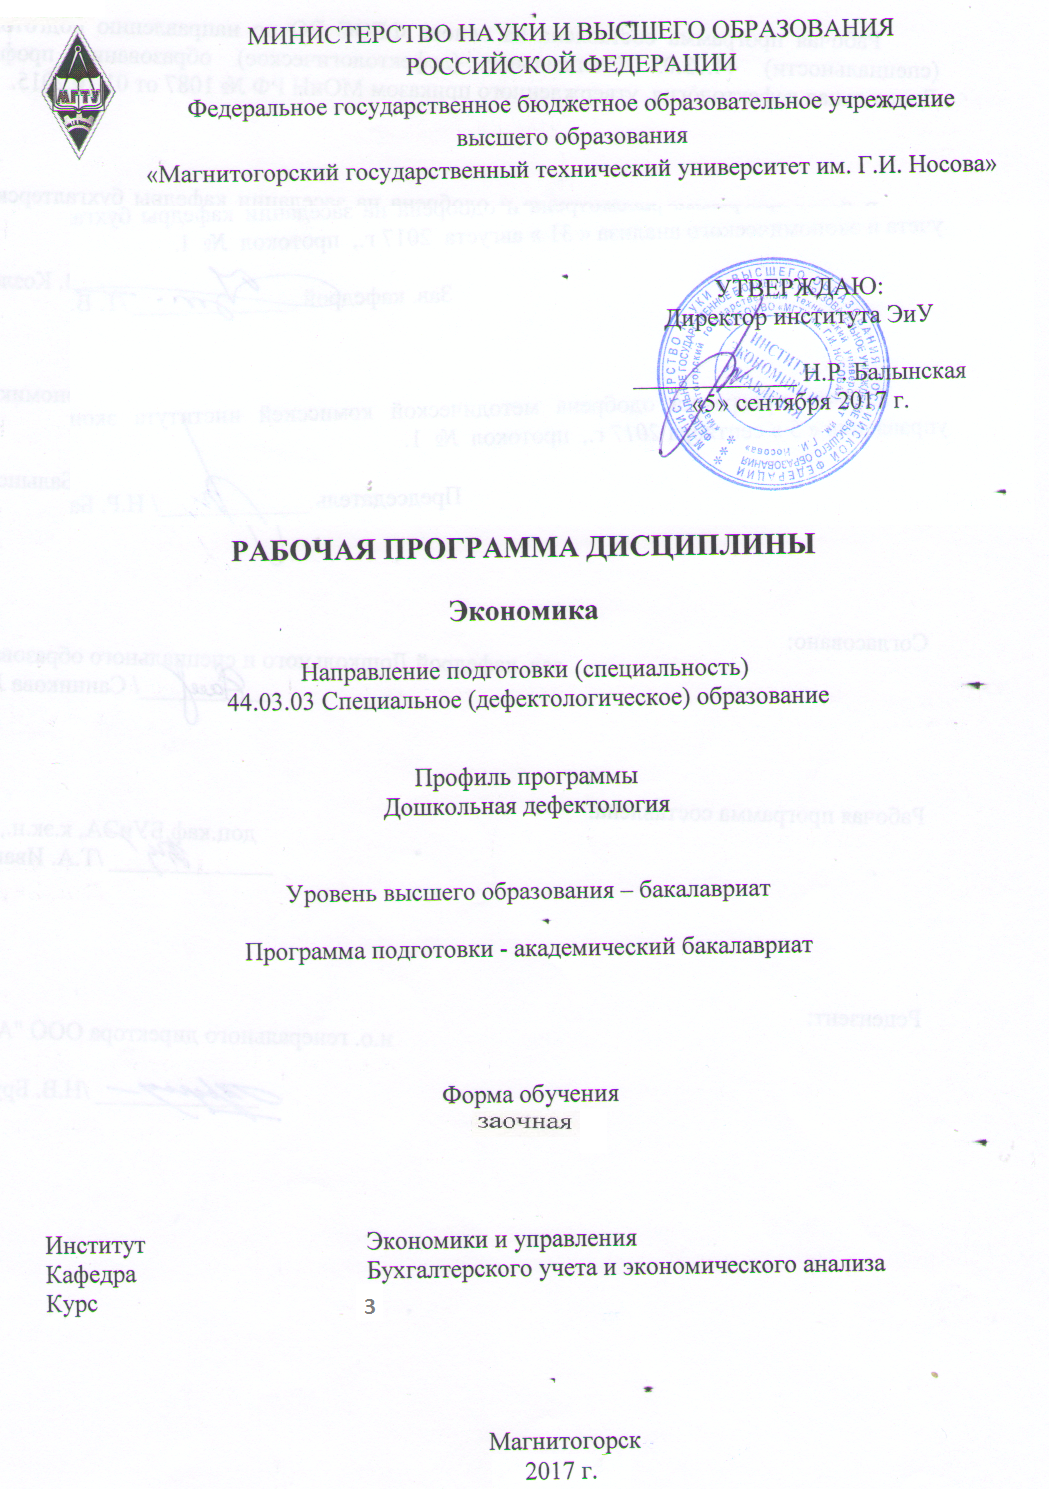 МИНИСТЕРСТВО НАУКИ И ВЫСШЕГО ОБРАЗОВАНИЯ
РОССИЙСКОЙ ФЕДЕРАЦИИ
Федеральное государственное бюджетное образовательное учреждение
высшего образования
«Магнитогорский государственный технический университет им. Г.И. Носова»
УТВЕРЖДАЮ:
Директор института ЭиУ
Н.Р. Балынская
«5» сентября 2017 г.
РАБОЧАЯ ПРОГРАММА ДИСЦИПЛИНЫ
Экономика
Направление подготовки (специальность)
44.03.03 Специальное (дефектологическое) образование
Профиль программы
Дошкольная дефектология
Уровень высшего образования – бакалавриат
Программа подготовки - академический бакалавриат
Форма обучения
заочная
Институт Экономики и управления
Кафедра Бухгалтерского учета и экономического анализа
Курс 3
Магнитогорск
2017 г.